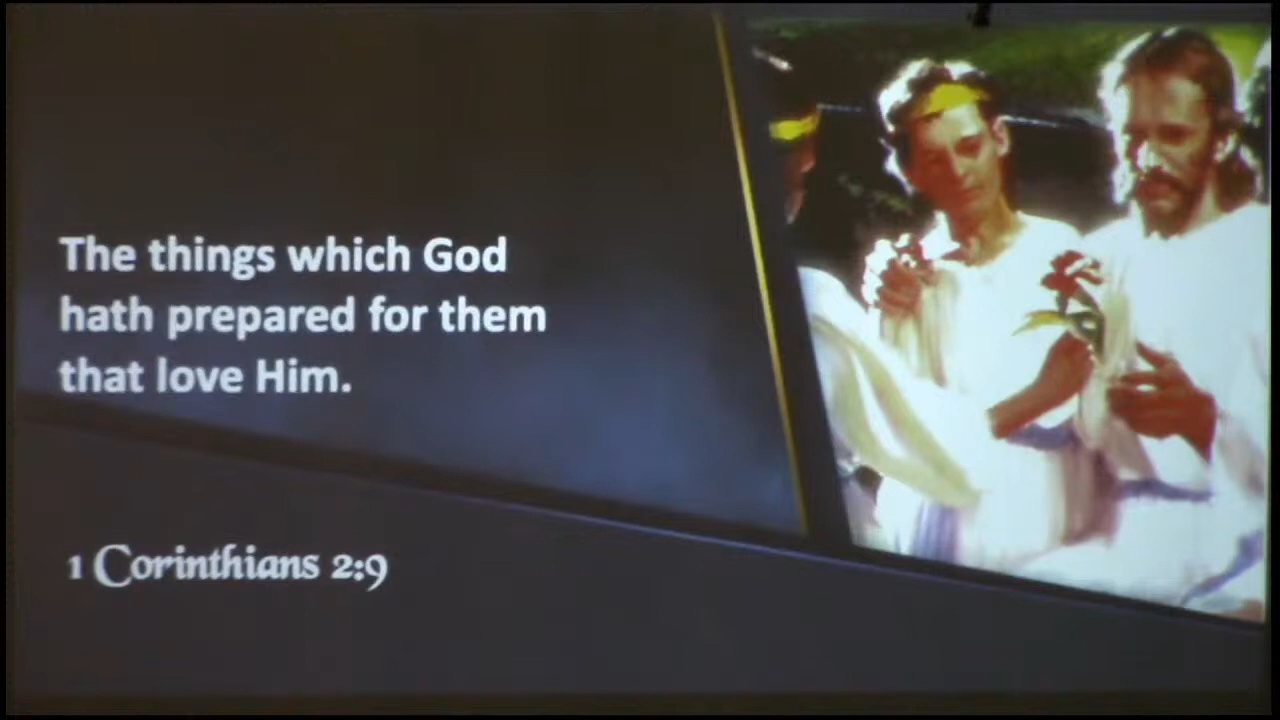 The things which God
hath prepared for them
that love Him.
1 Corinthians 2:9